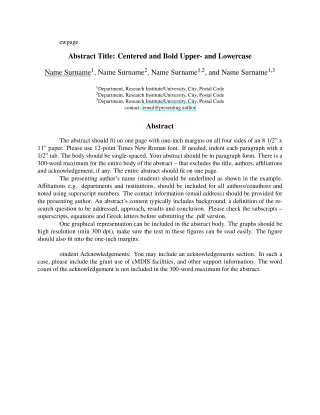 ewpage
Abstract Title: Centered and Bold Upper- and Lowercase
Name Surname1, Name Surname2, Name Surname1,2, and Name Surname1,3
1Department, Research Institute/University, City, Postal Code
2Department, Research Institute/University, City, Postal Code
3Department, Research Institute/University, City, Postal Code
contact: email@presenting.author
Abstract
The abstract should fit on one page with one-inch margins on all four sides of an 8 1/2" x
11" paper. Please use 12-point Times New Roman font. If needed, indent each paragraph with a
1/2" tab. The body should be single-spaced. Your abstract should be in paragraph form. There is a
300-word maximum for the entire body of the abstract – that excludes the title, authors, affiliations
and acknowledgement, if any. The entire abstract should fit on one page.
The presenting author's name (student) should be underlined as shown in the example.
Affiliations e.g. departments and institutions, should be included for all authors/coauthors and
noted using superscript numbers. The contact information (email address) should be provided for
the presenting author. An abstract's content typically includes background, a definition of the re-
search question to be addressed, approach, results and conclusion. Please check the subscripts –
superscripts, equations and Greek letters before submitting the .pdf version.
One graphical representation can be included in the abstract body. The graphs should be
high resolution (min 300 dpi), make sure the text in these figures can be read easily. The figure
should also fit into the one-inch margins.
oindent Acknowledgements: You may include an acknowledgements section. In such a
case, please include the grant use of cMDIS facilities, and other support information. The word
count of the acknowledgement is not included in the 300-word maximum for the abstract.